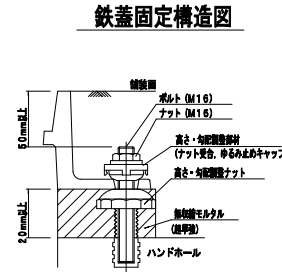 鉄蓋固定構造図
舗装面
ボルト (M16)
ナット (M16)
高さ・勾配調整部材
(ナット受台, ゆるみ止めキャップ
高さ・勾配調整ナット
無収縮モルタル
(超早強)
ハンドホール
50mm以上
20mm以上